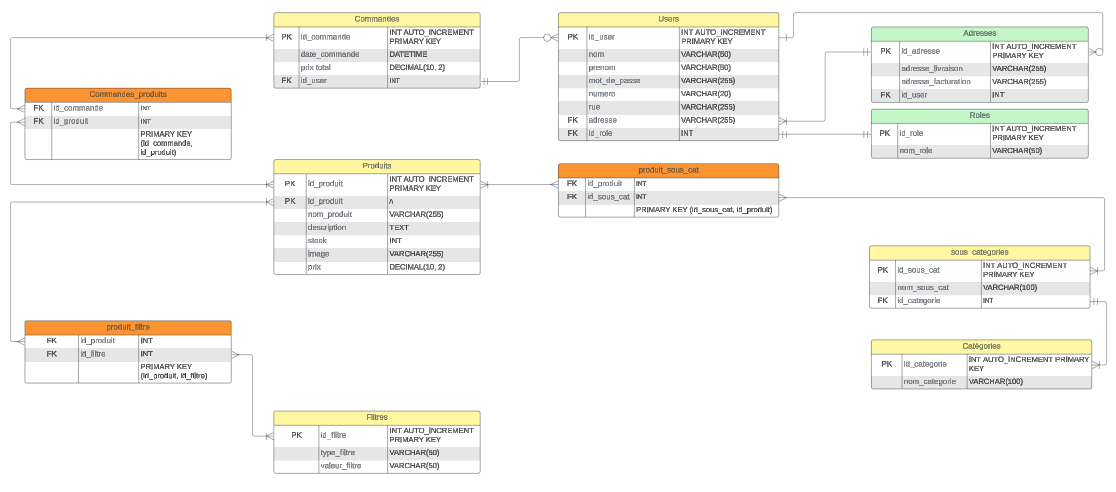 Commandes
PK id_commande INT AUTO_INCREMENT
PRIMARY KEY
date_commande DATETIME
prix total DECIMAL(10, 2)
FK id_user INT
Users
PK id_user INT AUTO_INCREMENT
PRIMARY KEY
nom VARCHAR(50)
prenom VARCHAR(50)
mot_de_passe VARCHAR(255)
numero VARCHAR(20)
rue VARCHAR(255)
FK adresse VARCHAR(255)
FK id_role INT
Adresses
PK id_adresse INT AUTO_INCREMENT
PRIMARY KEY
adresse_livraison VARCHAR(255)
adresse_facturation VARCHAR(255)
FK id_user INT
Roles
PK id_role INT AUTO_INCREMENT
PRIMARY KEY
nom_role VARCHAR(50)
Commandes_produits
FK id_commande INT
FK id_produit INT
PRIMARY KEY
(id_commande,
id_produit)
Produits
PK id_produit INT AUTO_INCREMENT
PRIMARY KEY
PK id_produit
nom_produit VARCHAR(255)
description TEXT
stock INT
image VARCHAR(255)
prix DECIMAL(10, 2)
produit_sous_cat
FK id_produit INT
FK id_sous_cat INT
PRIMARY KEY (id_sous_cat, id_produit)
sous_categories
PK id_sous_cat INT AUTO_INCREMENT
PRIMARY KEY
nom_sous_cat VARCHAR(100)
FK id_categorie INT
Catégories
PK id_categorie INT AUTO_INCREMENT PRIMARY
KEY
nom_categorie VARCHAR(100)
produit_filtre
FK id_produit INT
FK id_filtre INT
PRIMARY KEY
(id_produit, id_filtre)
Filtres
PK id_filtre INT AUTO_INCREMENT
PRIMARY KEY
type_filtre VARCHAR(50)
valeur_filtre VARCHAR(50)